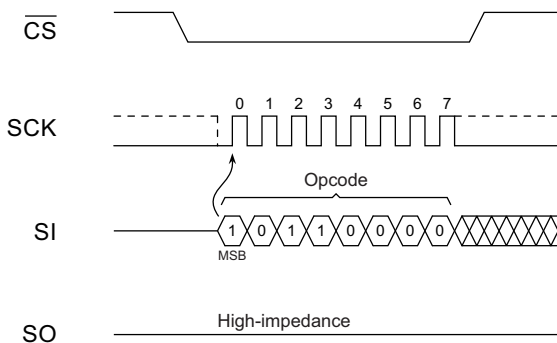 CS
0 1 2 3 4 5 6 7
SCK
Opcode
SI
1 0 1 1 0 0 0 0
MSB
High-impedance
SO